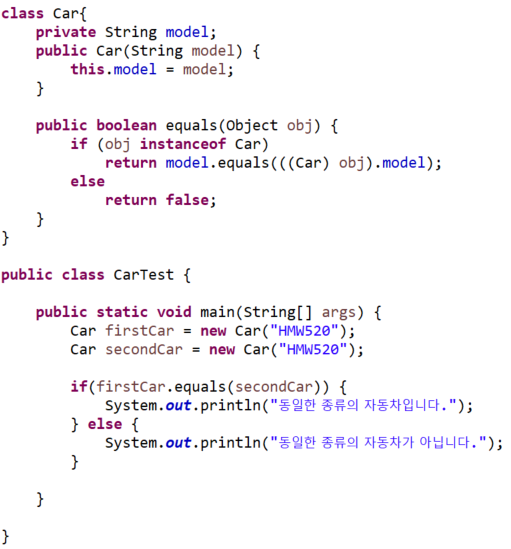 class Car{
    private String model;
    public Car(String model) {
        this.model = model;
    }

    public boolean equals(Object obj) {
        if (obj instanceof Car)
            return model.equals(((Car) obj).model);
        else
            return false;
    }
}

public class CarTest {

    public static void main(String[] args) {
        Car firstCar = new Car("HMW520");
        Car secondCar = new Car("HMW520");

        if(firstCar.equals(secondCar)) {
            System.out.println("동일한 종류의 자동차입니다.");
        } else {
            System.out.println("동일한 종류의 자동차가 아닙니다.");
        }

    }

}